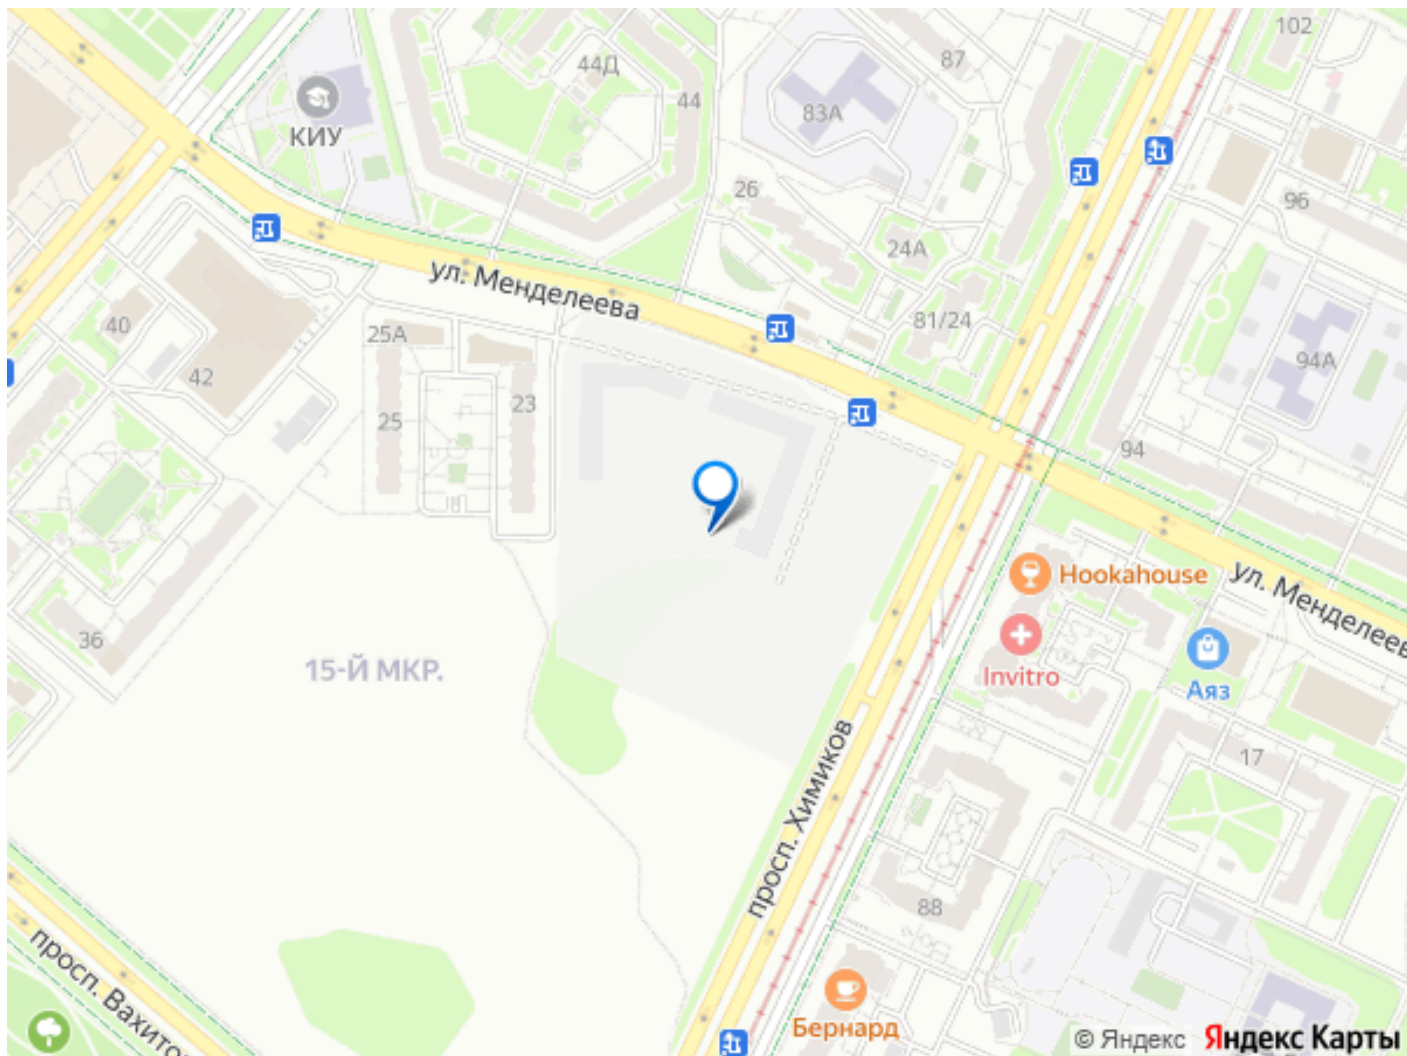 102
44Д
87
44
83А
КИУ
26
96
24А
ул. Менделеева
40
25А
81/24
94А
42
23
25
94
Hookahouse
ул. Менделеев
36
15-Й МКР.
Invitro
Аяз
17
просп. Химиков
88
просп. Вахитов
Бернард
© Яндекс Яндекс Карты